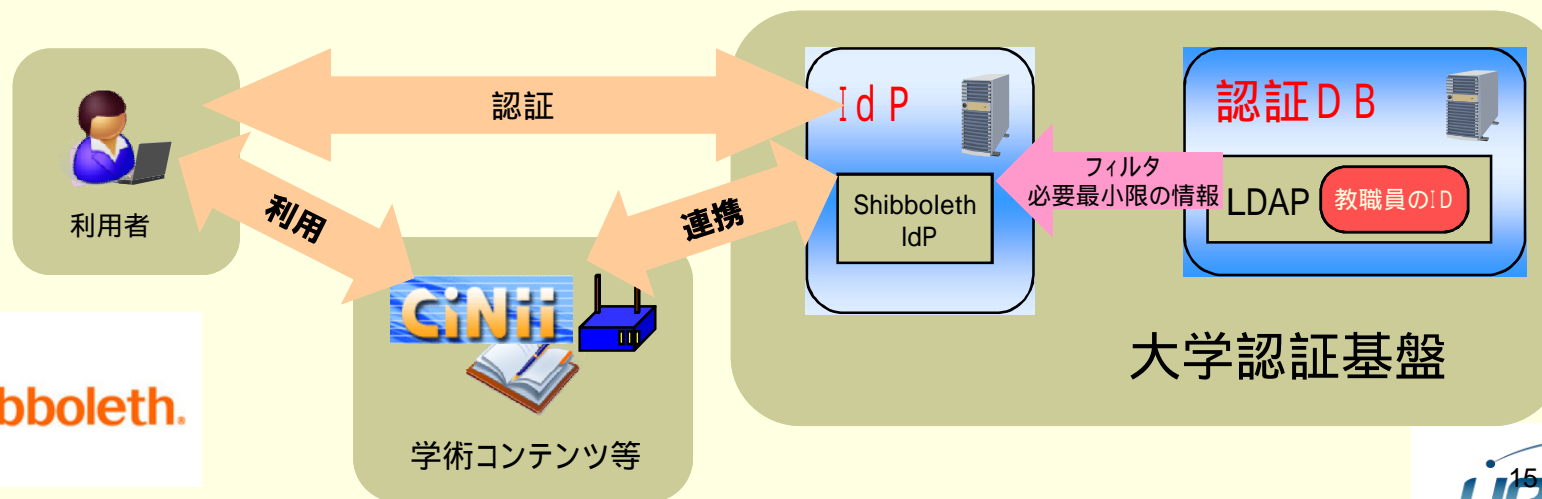 利用者
認証
利用
連携
CiNii
学術コンテンツ等
IdP
Shibboleth
IdP
フィルタ
必要最小限の情報
認証DB
LDAP
教職員のID
大学認証基盤
bboleth.
15